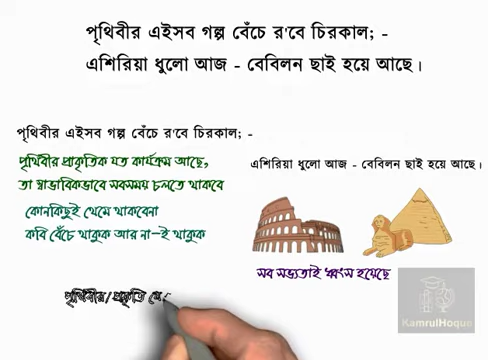 পৃথিবীর এইসব গল্প বেঁচে র'বে চিরকাল; -
এশিরিয়া ধুলো আজ - বেবিলন ছাই হয়ে আছে।
পৃথিবীর এইসব গল্প বেঁচে র'বে চিরকাল; -
পৃথিবীর প্রাকৃতিক যত কার্যক্রম আছে,
তা স্বাভাবিকভাবে সবসময় চলতে থাকবে
কোনকিছুই থেমে থাকবেনা
কবি বেঁচে থাকুক আর না-ই থাকুক
এশিরিয়া ধুলো আজ - বেবিলন ছাই হয়ে আছে।
সব সভ্যতাই ধ্বংস হয়েছে
পৃথিবীর/প্রকৃতি
KamrulHoque